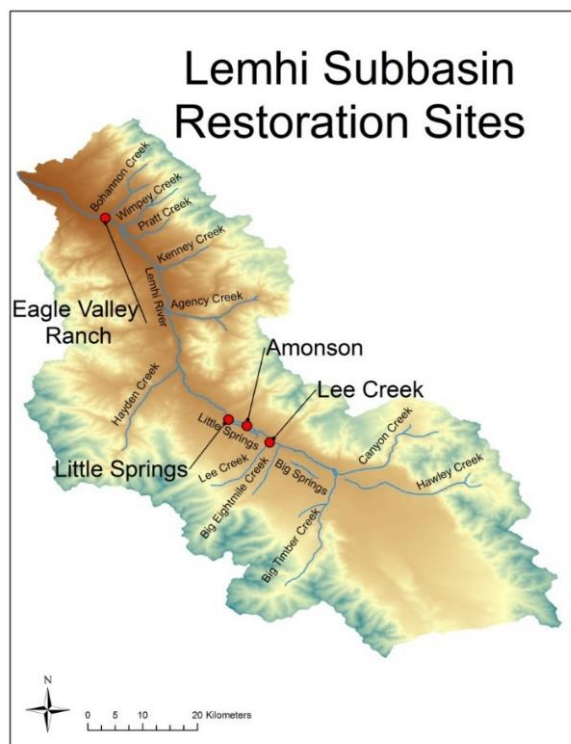 Lemhi Subbasin
Restoration Sites
Bohannon Creek
Wimpey Creek
Pratt Creek
Kenney Creek
Lemhi River
Agency Creek
Eagle Valley
Ranch
Hayden Creek
Amonson
Lee Creek
Little Springs
Little Springs
Lee Creek
Big Eightmile Creek
Big Springs
Canyon Creek
Hawley Creek
Big Timber Creek
N
0 5 10 20 Kilometers